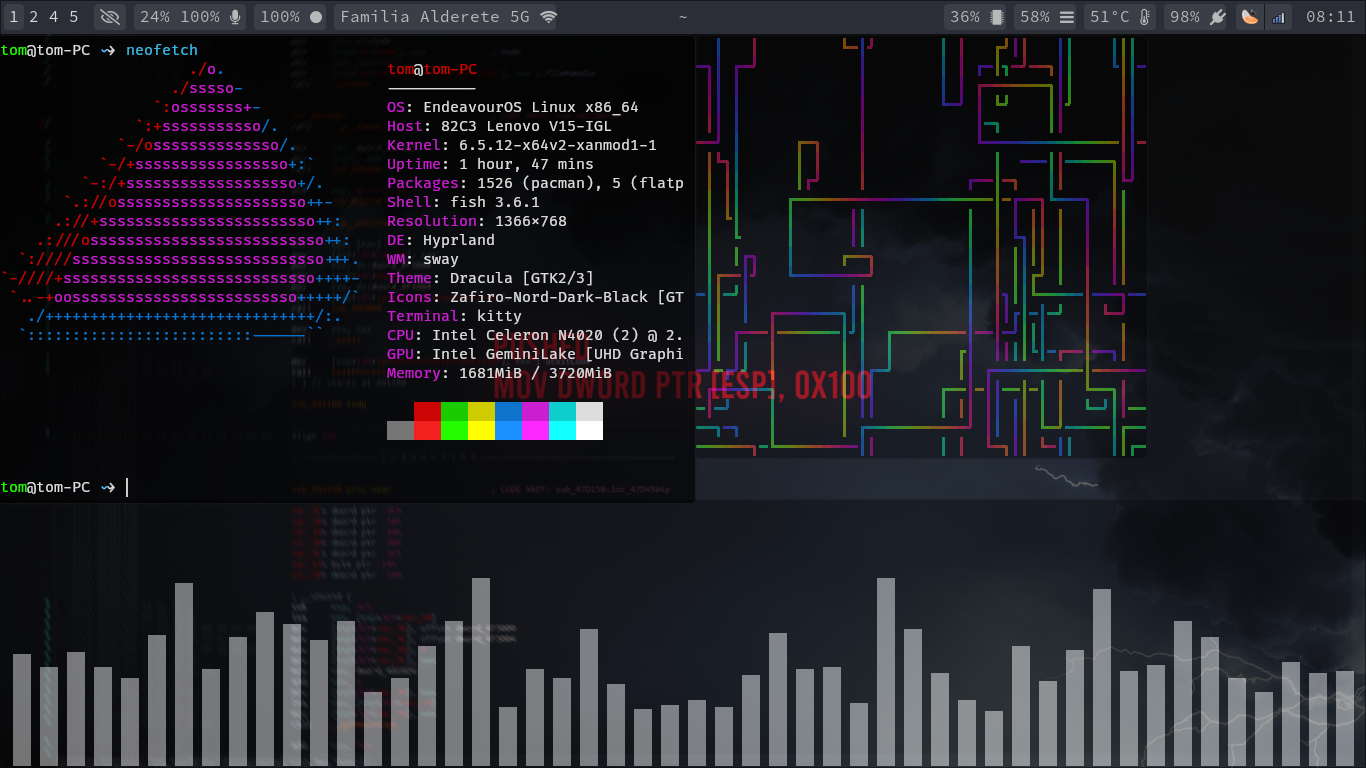 1 2 4 5 24% 100% 100% Familia Alderete 5G ~ 36% 58% 51°C 98% 08:11
tom@tom-PC ⤳ neofetch
./o.
./sssso-
`:osssssss+-
`:+sssssssssso/.
`-/ossssssssssssso/.
`-/+sssssssssssssssso+:`
`-:/+sssssssssssssssssso+/.
`.://osssssssssssssssssssso++-
.://+ssssssssssssssssssssssso++:
.:///ossssssssssssssssssssssssso++:
`:////ssssssssssssssssssssssssssso+++.
`-////+ssssssssssssssssssssssssssso++++-
`..-+oosssssssssssssssssssssssso+++++/`
./++++++++++++++++++++++++++++++/:.
`:::::::::::::::::::::::::------``
tom@tom-PC
----------
OS: EndeavourOS Linux x86_64
Host: 82C3 Lenovo V15-IGL
Kernel: 6.5.12-x64v2-xanmod1-1
Uptime: 1 hour, 47 mins
Packages: 1526 (pacman), 5 (flatp
Shell: fish 3.6.1
Resolution: 1366×768
DE: Hyprland
WM: sway
Theme: Dracula [GTK2/3]
Icons: Zafiro-Nord-Dark-Black [GT
Terminal: kitty
CPU: Intel Celeron N4020 (2) @ 2.
GPU: Intel GeminiLake [UHD Graphi
Memory: 1681MiB / 3720MiB
MOV DWORD PTR [ESP], 0X100
tom@tom-PC ⤳